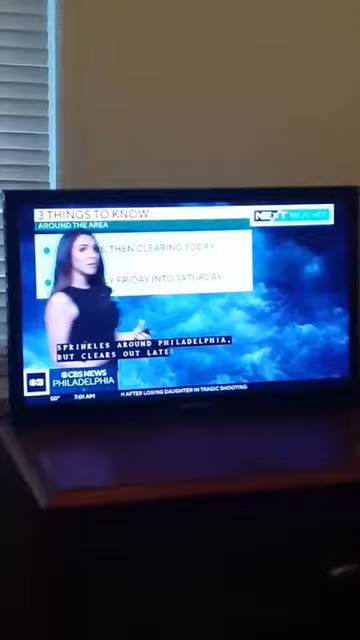 3 THINGS TO KNOW...
NEXT WEATHER
AROUND THE AREA
S, THEN CLEARING TODAY
Y FRIDAY INTO SATURDAY
SPRINKLES AROUND PHILADELPHIA,
BUT CLEARS OUT LATE
CBS NEWS
PHILADELPHIA
50° 7:01 AM H AFTER LOSING DAUGHTER IN TRAGIC SHOOTING